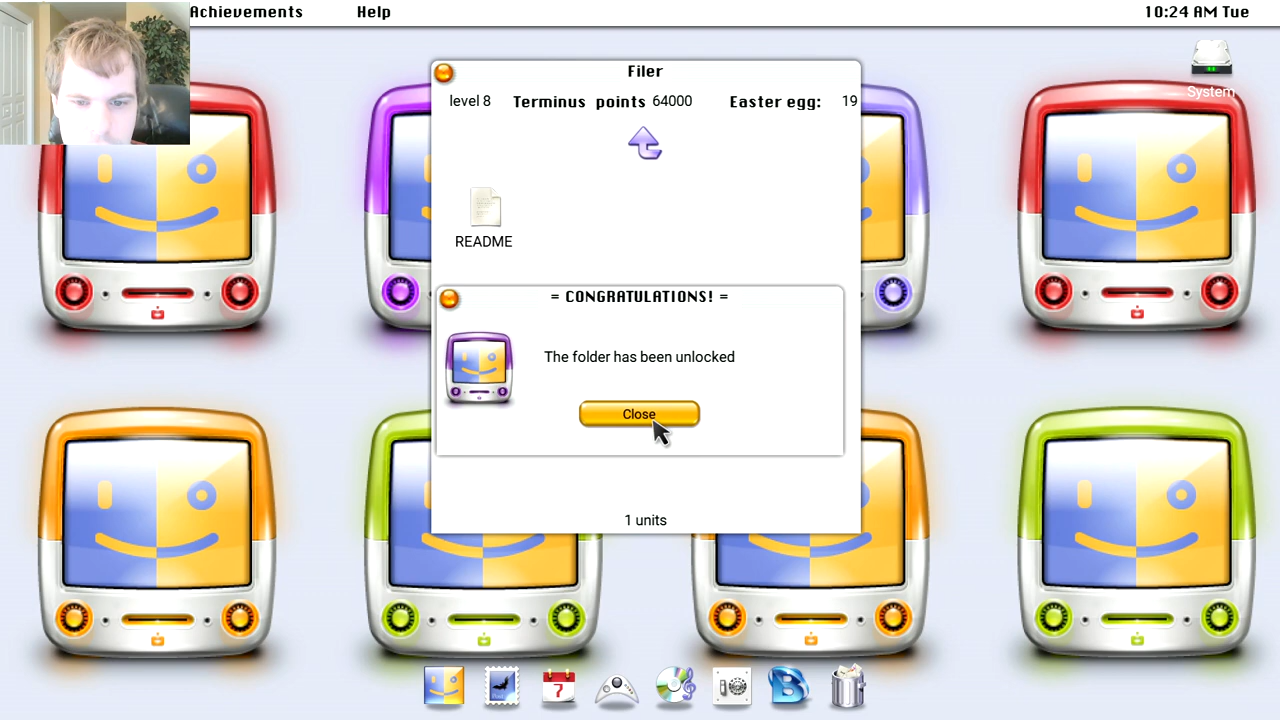 Achievements Help 10:24 AM Tue
System
Filer
level 8 Terminus points 64000 Easter egg: 19
README
= CONGRATULATIONS! =
The folder has been unlocked
Close
1 units
7